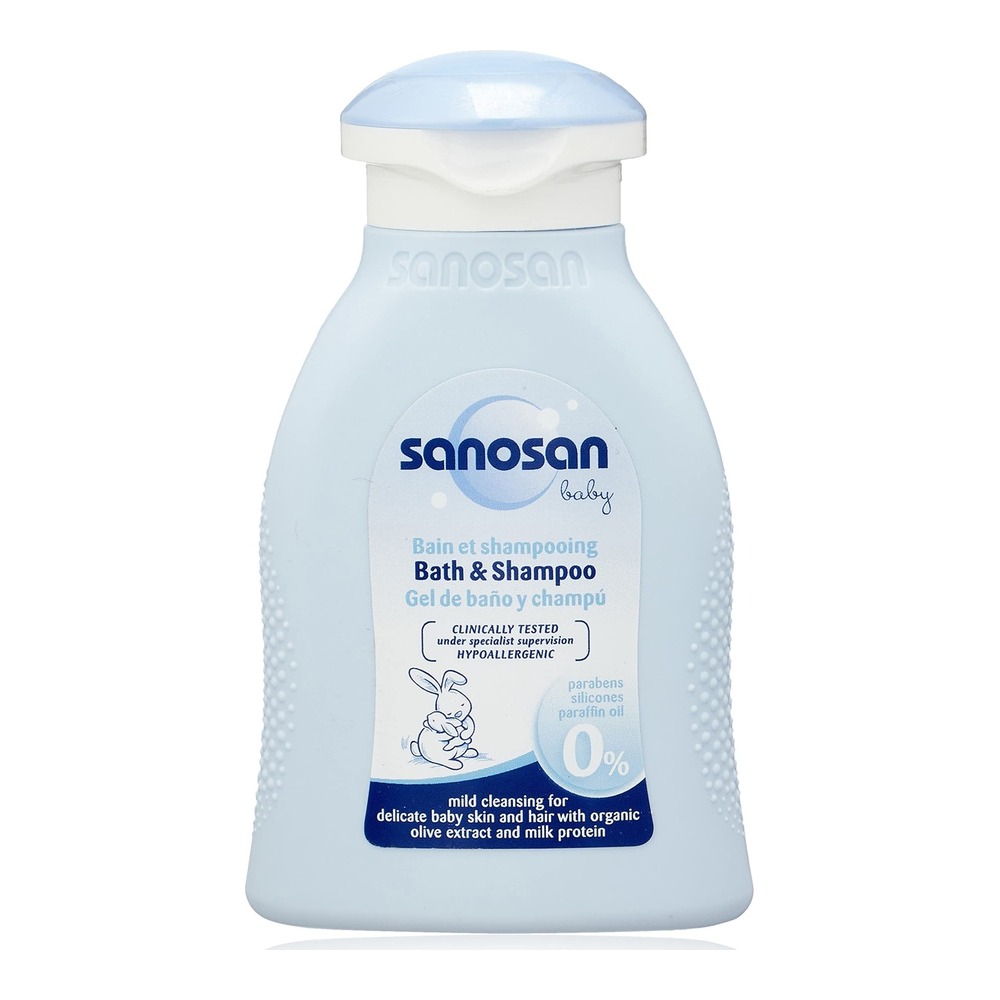 sanosan
sanosan
baby
Bain et shampooing
Bath & Shampoo
Gel de baño y champú
CLINICALLY TESTED
under specialist supervision
HYPOALLERGENIC
parabens
silicones
paraffin oil
0%
mild cleansing for
delicate baby skin and hair with organic
olive extract and milk protein